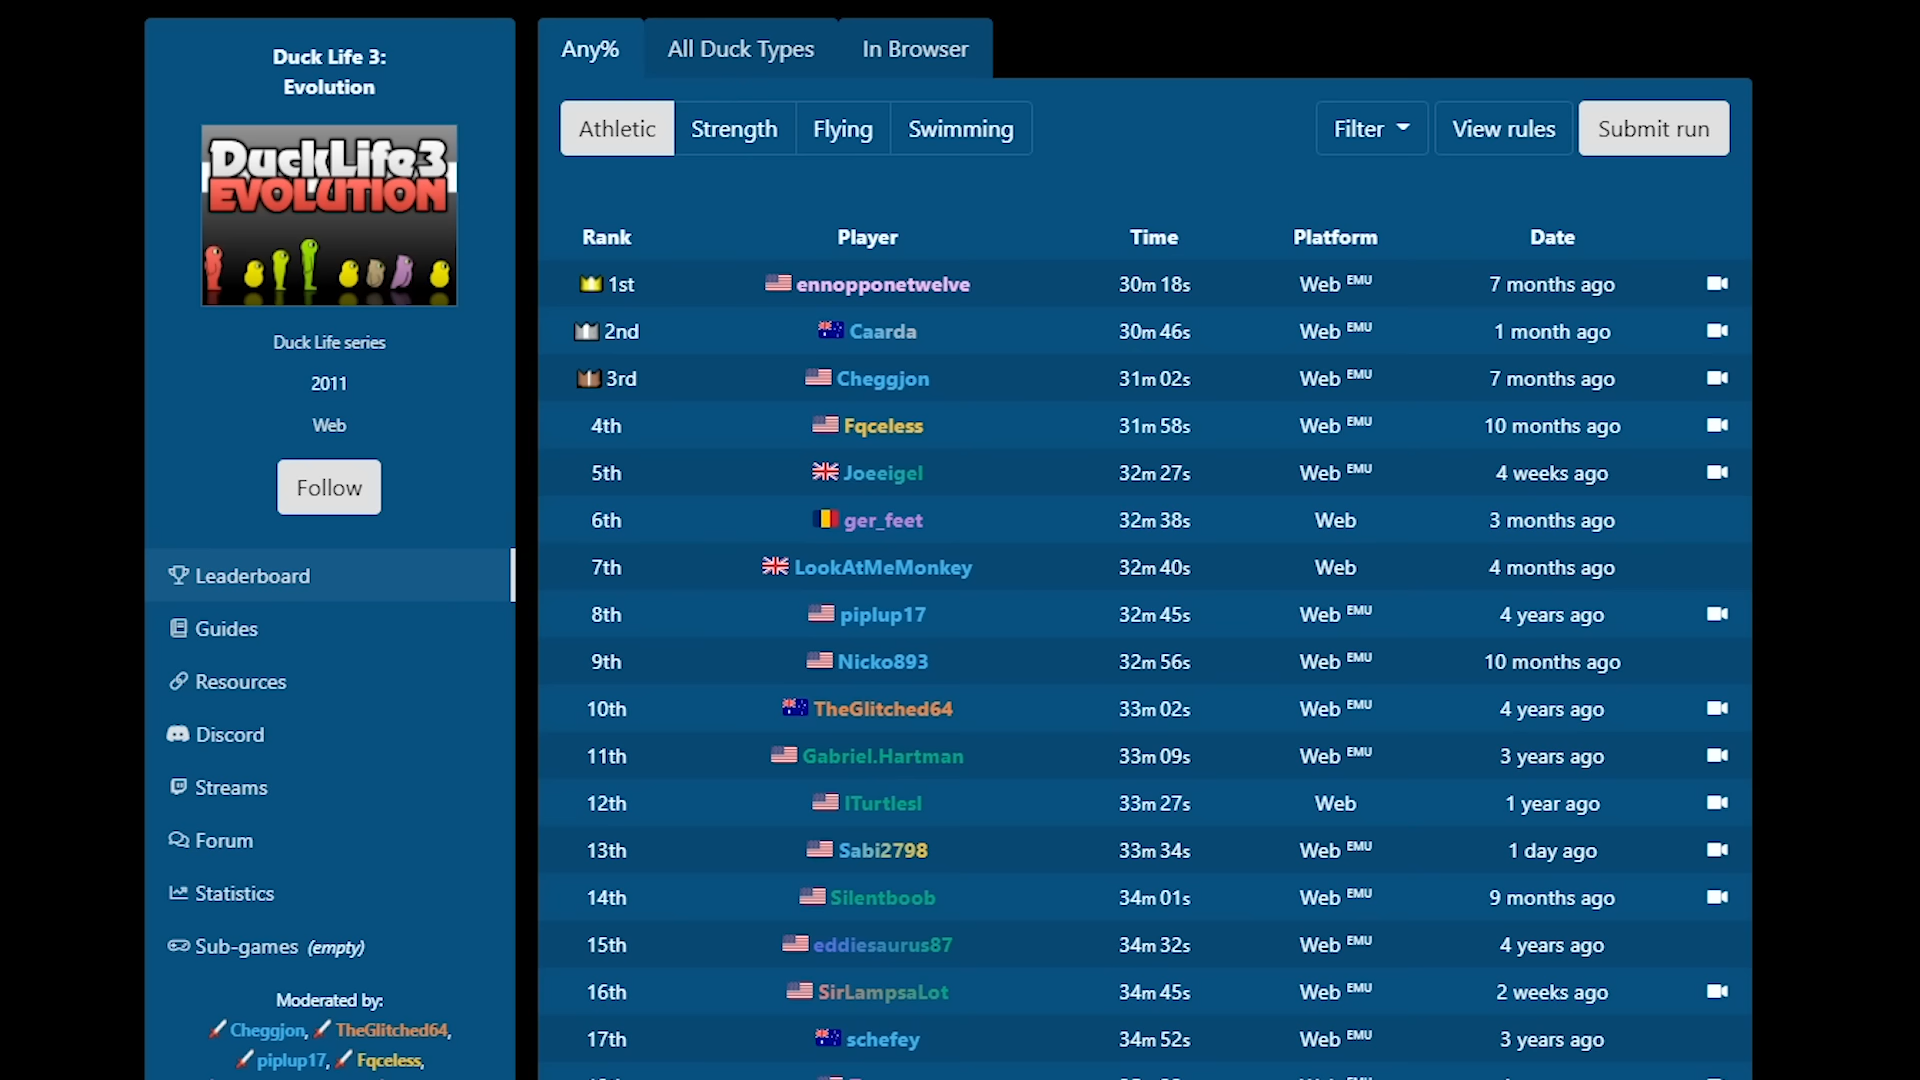 Duck Life 3:
Evolution
DuckLife3
EVOLUTION
Duck Life series
2011
Web
Follow
Leaderboard
Guides
Resources
Discord
Streams
Forum
Statistics
Sub-games (empty)
Moderated by:
Cheggjon, TheGlitched64,
piplup17, Fqceless,
Any% All Duck Types In Browser
Athletic Strength Flying Swimming Filter View rules Submit run
Rank Player Time Platform Date
1st ennopponetwelve 30m 18s Web EMU 7 months ago
2nd Caarda 30m 46s Web EMU 1 month ago
3rd Cheggjon 31m 02s Web EMU 7 months ago
4th Fqceless 31m 58s Web EMU 10 months ago
5th Joeeigel 32m 27s Web EMU 4 weeks ago
6th ger_feet 32m 38s Web 3 months ago
7th LookAtMeMonkey 32m 40s Web 4 months ago
8th piplup17 32m 45s Web EMU 4 years ago
9th Nicko893 32m 56s Web EMU 10 months ago
10th TheGlitched64 33m 02s Web EMU 4 years ago
11th Gabriel.Hartman 33m 09s Web EMU 3 years ago
12th lTurtlesl 33m 27s Web 1 year ago
13th Sabi2798 33m 34s Web EMU 1 day ago
14th Silentboob 34m 01s Web EMU 9 months ago
15th eddiesaurus87 34m 32s Web EMU 4 years ago
16th SirLampsaLot 34m 45s Web EMU 2 weeks ago
17th schefey 34m 52s Web EMU 3 years ago